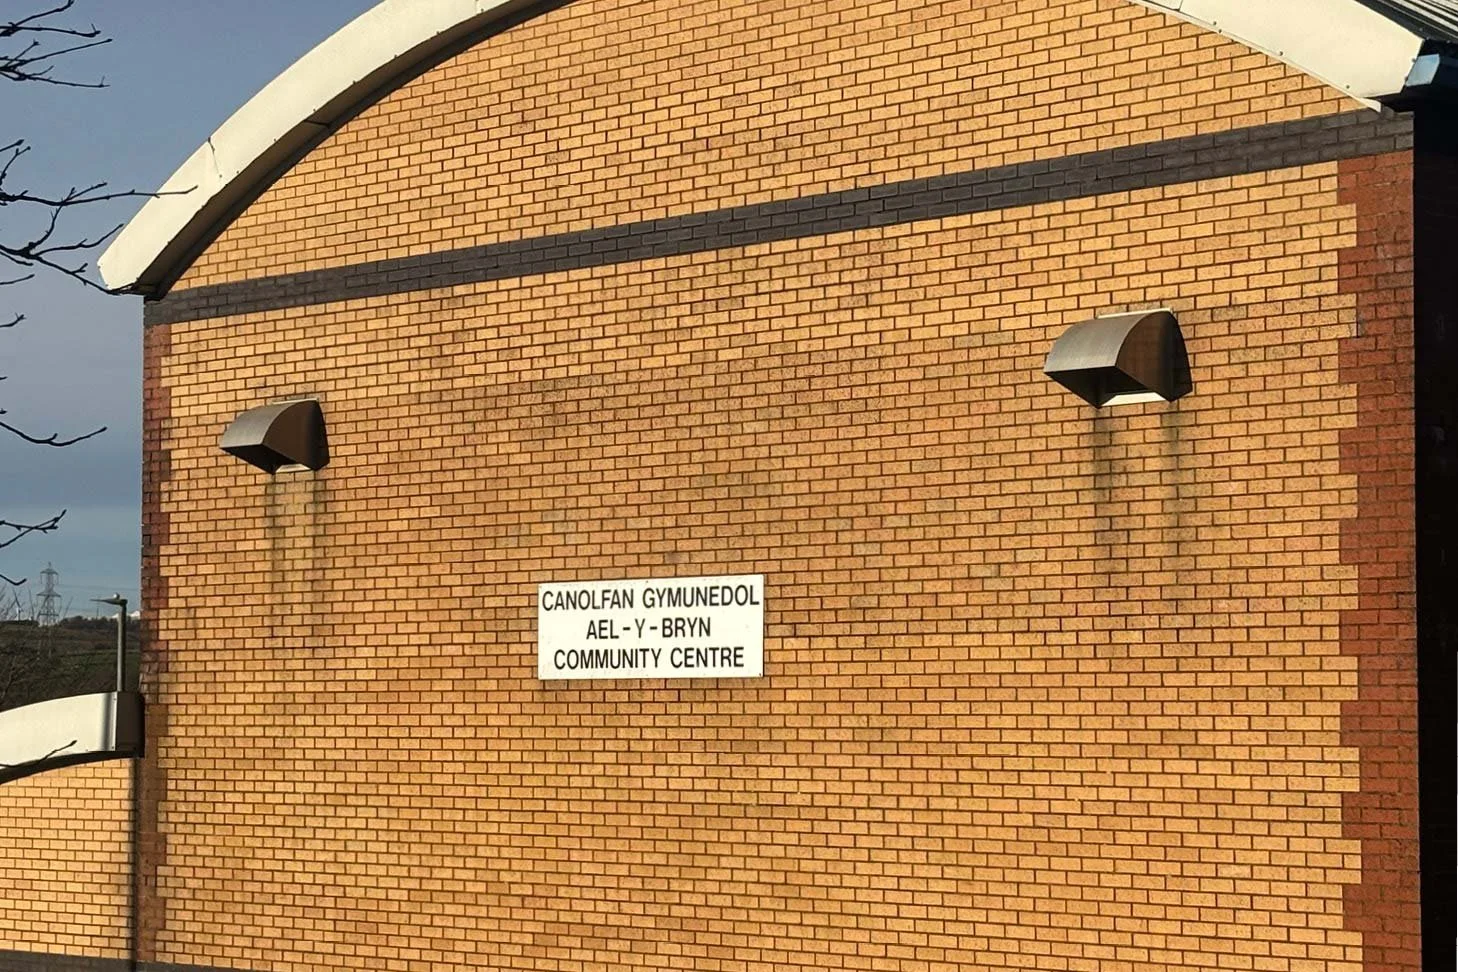 CANOLFAN GYMUNEDOL
AEL-Y-BRYN
COMMUNITY CENTRE